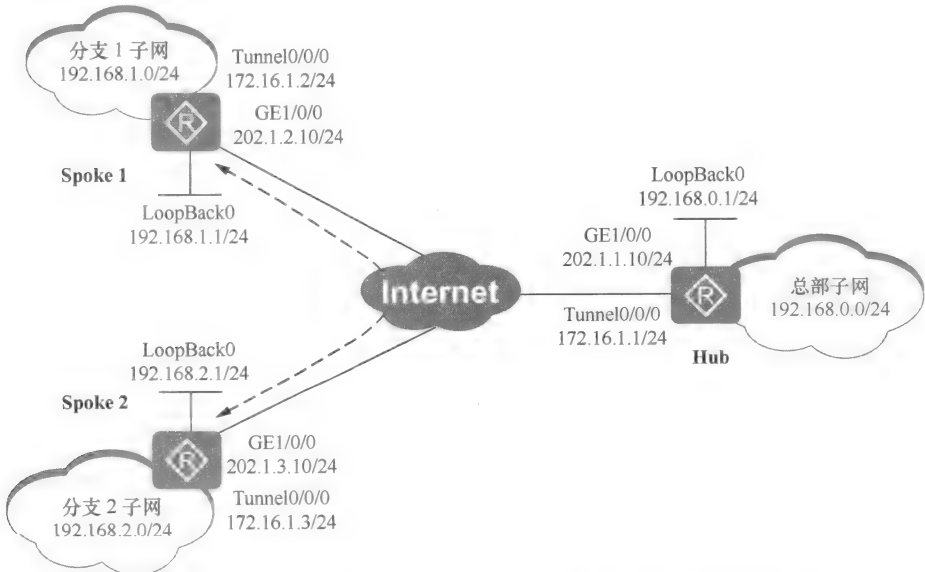 分支 1 子网
192.168.1.0/24
Tunnel0/0/0
172.16.1.2/24
GE1/0/0
202.1.2.10/24
R
Spoke 1
LoopBack0
192.168.1.1/24
Internet
LoopBack0
192.168.0.1/24
GE1/0/0
202.1.1.10/24
R
总部子网
192.168.0.0/24
Tunnel0/0/0
172.16.1.1/24
Hub
LoopBack0
192.168.2.1/24
Spoke 2
R
GE1/0/0
202.1.3.10/24
分支 2 子网
192.168.2.0/24
Tunnel0/0/0
172.16.1.3/24